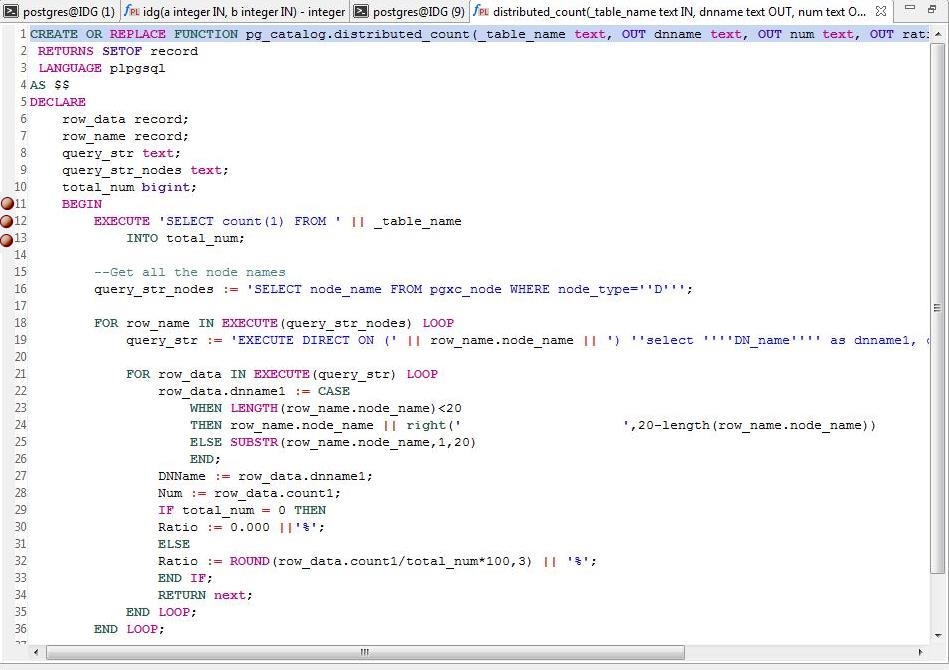 postgres@IDG (1) idg(a integer IN, b integer IN) - integer postgres@IDG (9) distributed_count(_table_name text IN, dnname text OUT, num text O...
1 CREATE OR REPLACE FUNCTION pg_catalog.distributed_count(_table_name text, OUT dnname text, OUT num text, OUT rati
2 RETURNS SETOF record
3 LANGUAGE plpgsql
4 AS $$
5 DECLARE
6 row_data record;
7 row_name record;
8 query_str text;
9 query_str_nodes text;
10 total_num bigint;
11 BEGIN
12 EXECUTE 'SELECT count(1) FROM ' || _table_name
13 INTO total_num;
14
15 --Get all the node names
16 query_str_nodes := 'SELECT node_name FROM pgxc_node WHERE node_type=''D''';
17
18 FOR row_name IN EXECUTE(query_str_nodes) LOOP
19 query_str := 'EXECUTE DIRECT ON (' || row_name.node_name || ') ''select ''''DN_name'''' as dnname1, c
20
21 FOR row_data IN EXECUTE(query_str) LOOP
22 row_data.dnname1 := CASE
23 WHEN LENGTH(row_name.node_name)<20
24 THEN row_name.node_name || right('                    ',20-length(row_name.node_name))
25 ELSE SUBSTR(row_name.node_name,1,20)
26 END;
27 DNName := row_data.dnname1;
28 Num := row_data.count1;
29 IF total_num = 0 THEN
30 Ratio := 0.000 ||'%';
31 ELSE
32 Ratio := ROUND(row_data.count1/total_num*100,3) || '%';
33 END IF;
34 RETURN next;
35 END LOOP;
36 END LOOP;